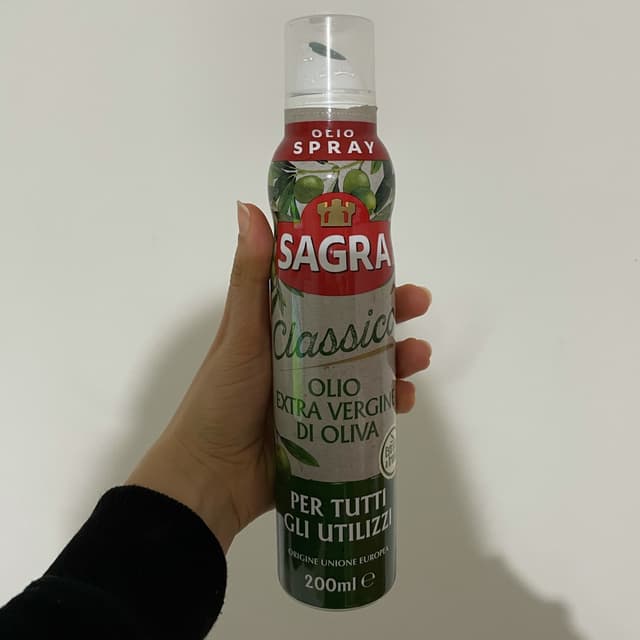 OLIO
SPRAY
SAGRA
Classico
OLIO
EXTRA VERGINE
DI OLIVA
PER TUTTI
GLI UTILIZZI
ORIGINE UNIONE EUROPEA
200ml e